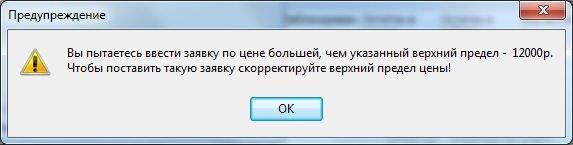 Предупреждение
Вы пытаетесь ввести заявку по цене большей, чем указанный верхний предел - 12000р.
Чтобы поставить такую заявку скорректируйте верхний предел цены!
OK